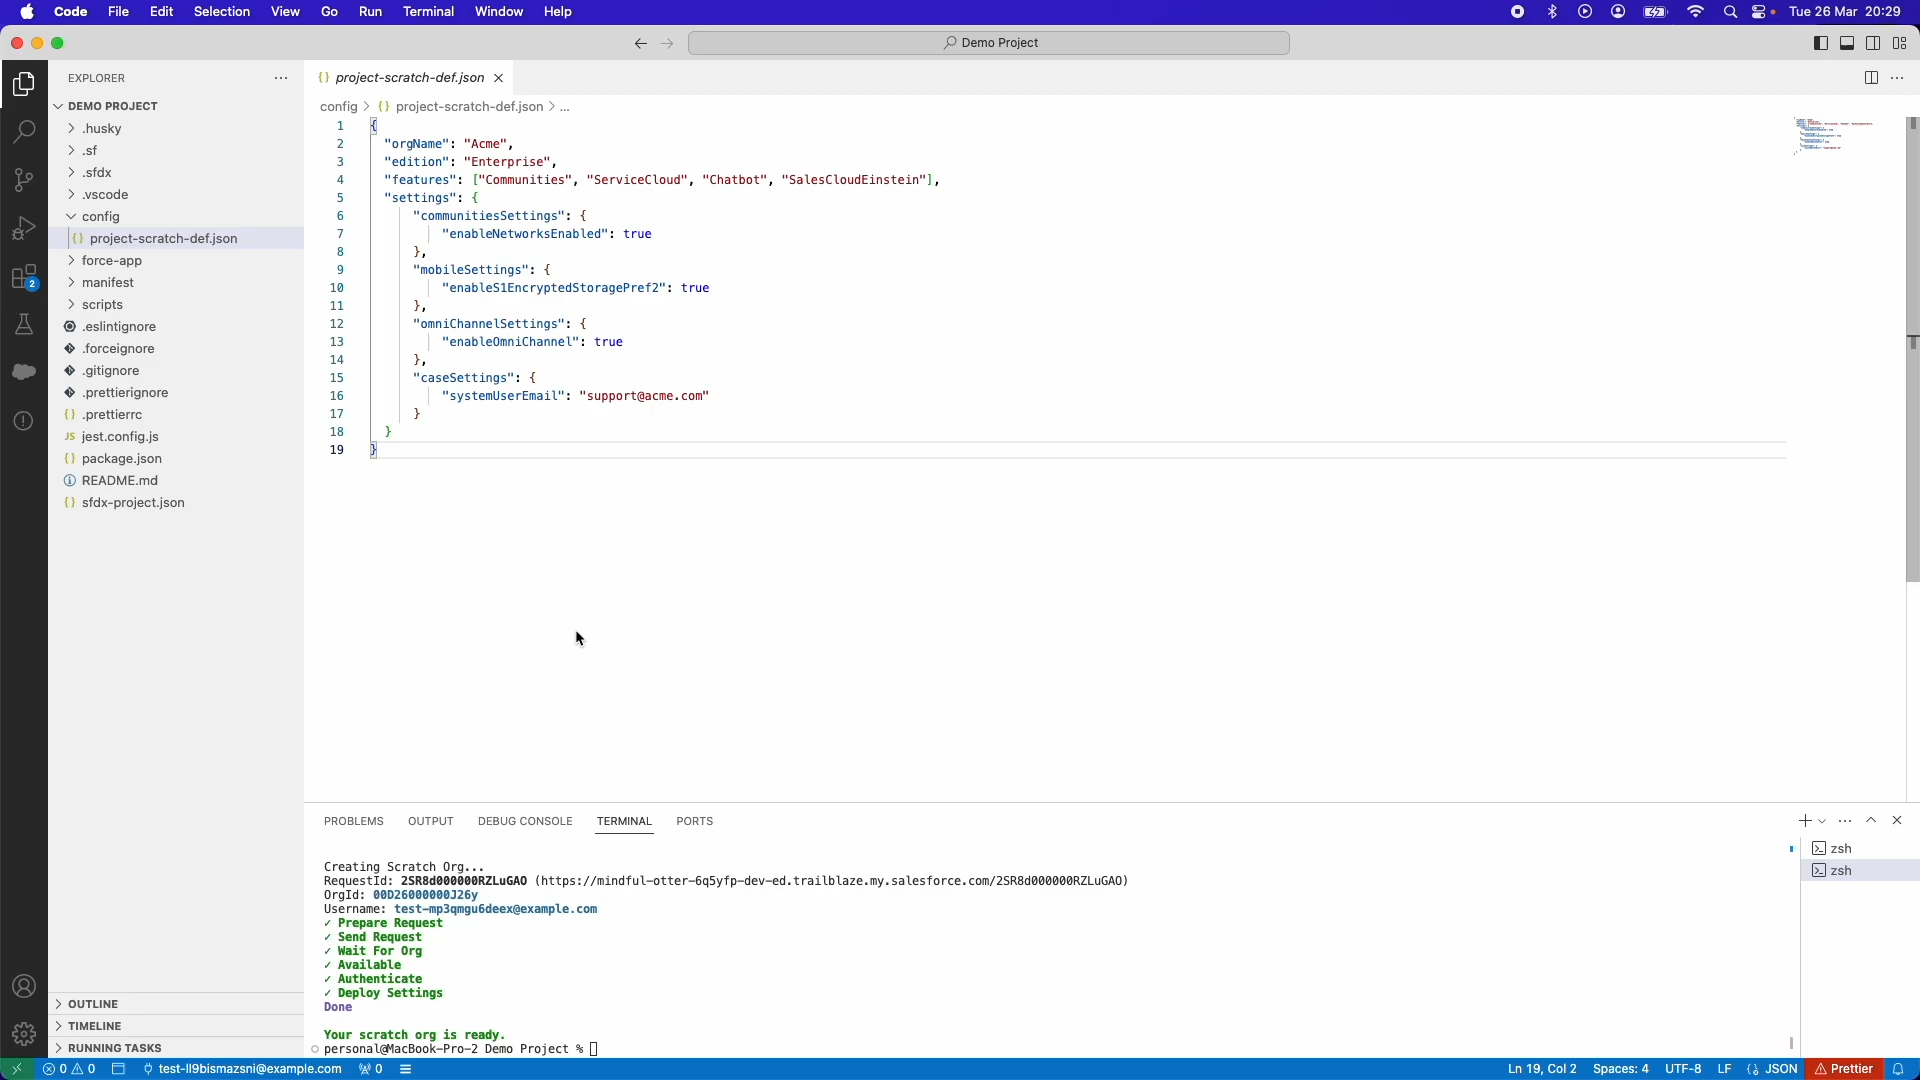 Code File Edit Selection View Go Run Terminal Window Help Tue 26 Mar 20:29
Demo Project
EXPLORER
DEMO PROJECT
.husky
.sf
.sfdx
.vscode
config
project-scratch-def.json
force-app
manifest
scripts
.eslintignore
.forceignore
.gitignore
.prettierignore
.prettierrc
JS jest.config.js
package.json
README.md
sfdx-project.json
OUTLINE
TIMELINE
RUNNING TASKS
2
{} project-scratch-def.json
config > {} project-scratch-def.json > ...
1 {
2 "orgName": "Acme",
3 "edition": "Enterprise",
4 "features": ["Communities", "ServiceCloud", "Chatbot", "SalesCloudEinstein"],
5 "settings": {
6 "communitiesSettings": {
7 "enableNetworksEnabled": true
8 },
9 "mobileSettings": {
10 "enableS1EncryptedStoragePref2": true
11 },
12 "omniChannelSettings": {
13 "enableOmniChannel": true
14 },
15 "caseSettings": {
16 "systemUserEmail": "support@acme.com"
17 }
18 }
19 }
PROBLEMS OUTPUT DEBUG CONSOLE TERMINAL PORTS
Creating Scratch Org...
RequestId: 2SR8d000000RZLuGAO (https://mindful-otter-6q5yfp-dev-ed.trailblaze.my.salesforce.com/2SR8d000000RZLuGAO)
OrgId: 00D26000000J26y
Username: test-mp3qmgu6deex@example.com
✓ Prepare Request
✓ Send Request
✓ Wait For Org
✓ Available
✓ Authenticate
✓ Deploy Settings
Done
Your scratch org is ready.
personal@MacBook-Pro-2 Demo Project %
zsh
zsh
0 0 test-ll9bismazsni@example.com 0 Ln 19, Col 2 Spaces: 4 UTF-8 LF {} JSON Prettier